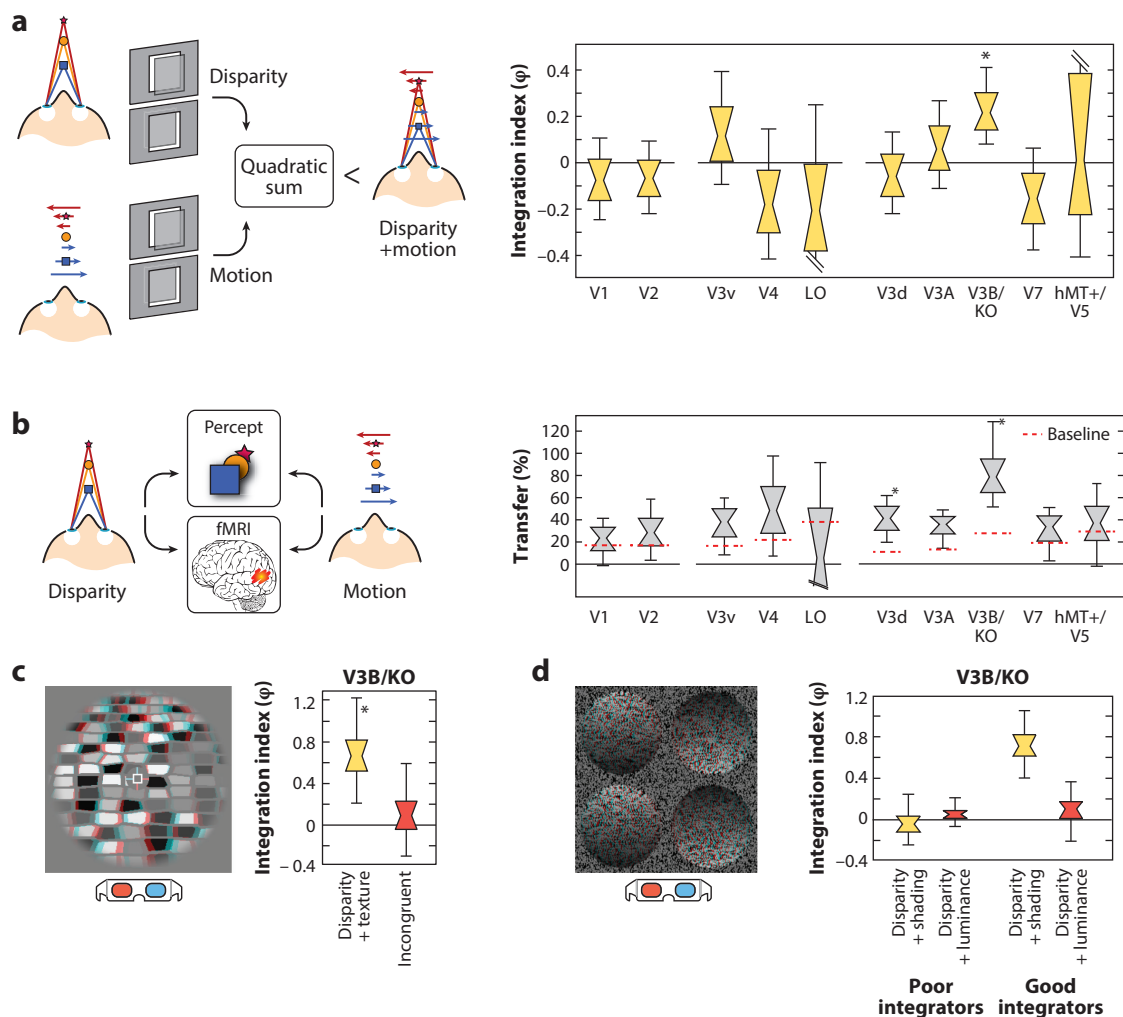 a
Disparity
Motion
Quadratic
sum
<
Disparity
+motion
Integration index (φ)
0.4
0.2
0
−0.2
−0.4
*
V1
V2
V3v
V4
LO
V3d
V3A
V3B/
KO
V7
hMT+/
V5
b
Percept
fMRI
Disparity
Motion
Transfer (%)
120
100
80
60
40
20
0
*
*
Baseline
V1
V2
V3v
V4
LO
V3d
V3A
V3B/
KO
V7
hMT+/
V5
c
V3B/KO
Integration index (φ)
1.2
0.8
0.4
0
− 0.4
*
Disparity
+ texture
Incongruent
d
V3B/KO
Integration index (φ)
1.2
0.8
0.4
0
−0.4
Disparity
+ shading
Disparity
+ luminance
Disparity
+ shading
Disparity
+ luminance
Poor
integrators
Good
integrators